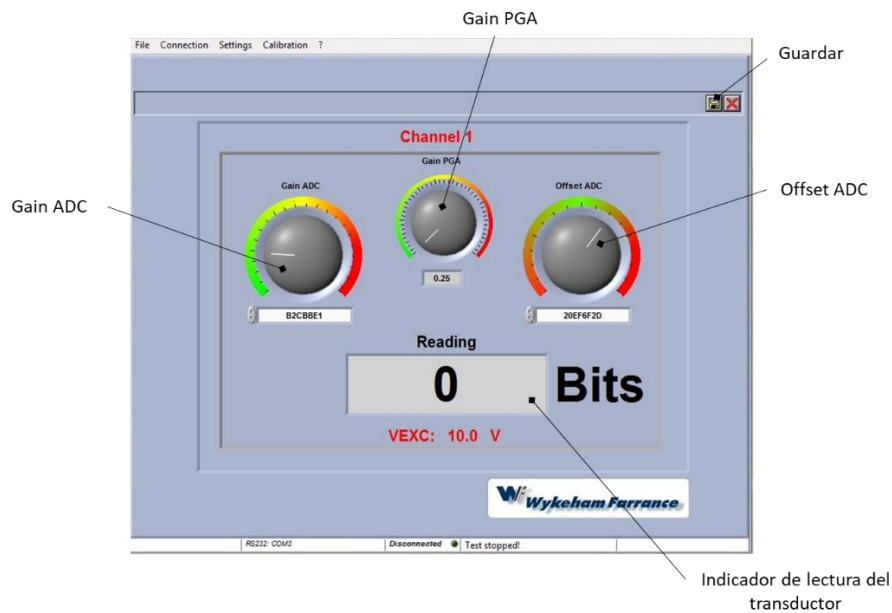 Gain PGA
File Connection Settings Calibration ?
Guardar
Channel 1
Gain PGA
Gain ADC
Offset ADC
Gain ADC
Offset ADC
0.25
B2CBBE1
20EF6F2D
Reading
0 . Bits
VEXC: 10.0 V
Wykeham Farrance
RS232: COM3 Disconnected Test stopped!
Indicador de lectura del
transductor